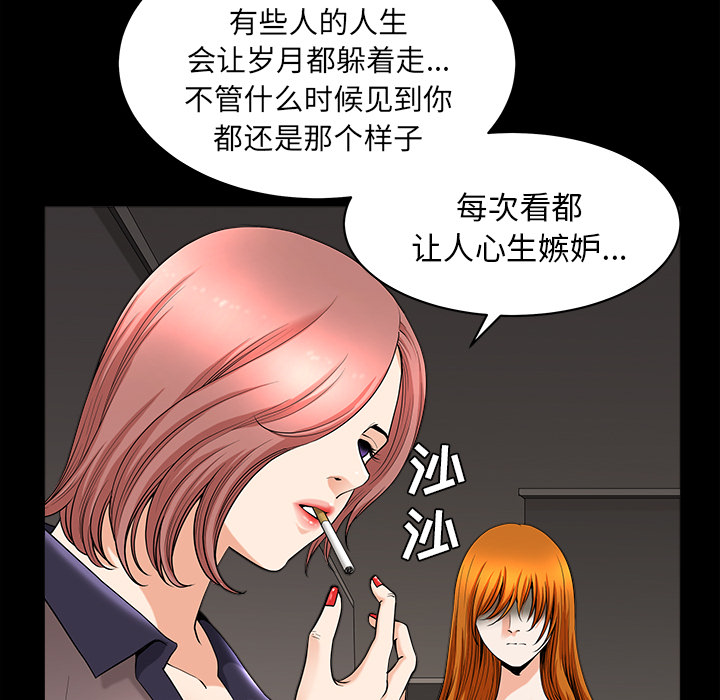 有些人的人生
会让岁月都躲着走...
不管什么时候见到你
都还是那个样子
每次看都
让人心生嫉妒...
汕
汕